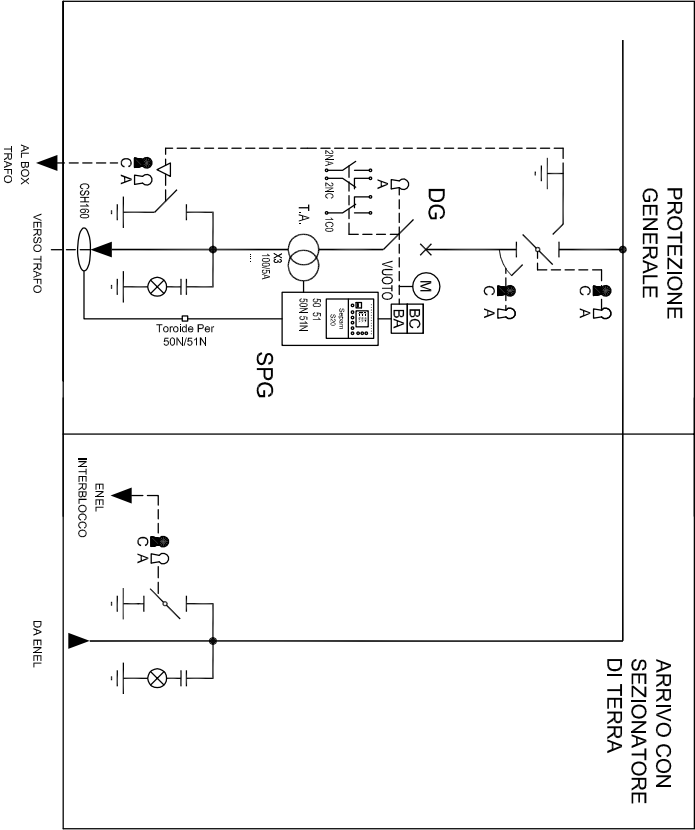 PROTEZIONE
GENERALE
C A
C A
DG
M
VUOTO
BC
BA
A
2NA
2NC
1C0
T.A.
X3
100/5A
....
50 51
50N 51N
Sepam
S20
SPG
Toroide Per
50N/51N
C A
CSH160
AL BOX
TRAFO
VERSO TRAFO
ARRIVO CON
SEZIONATORE
DI TERRA
C A
ENEL
INTERBLOCCO
DA ENEL